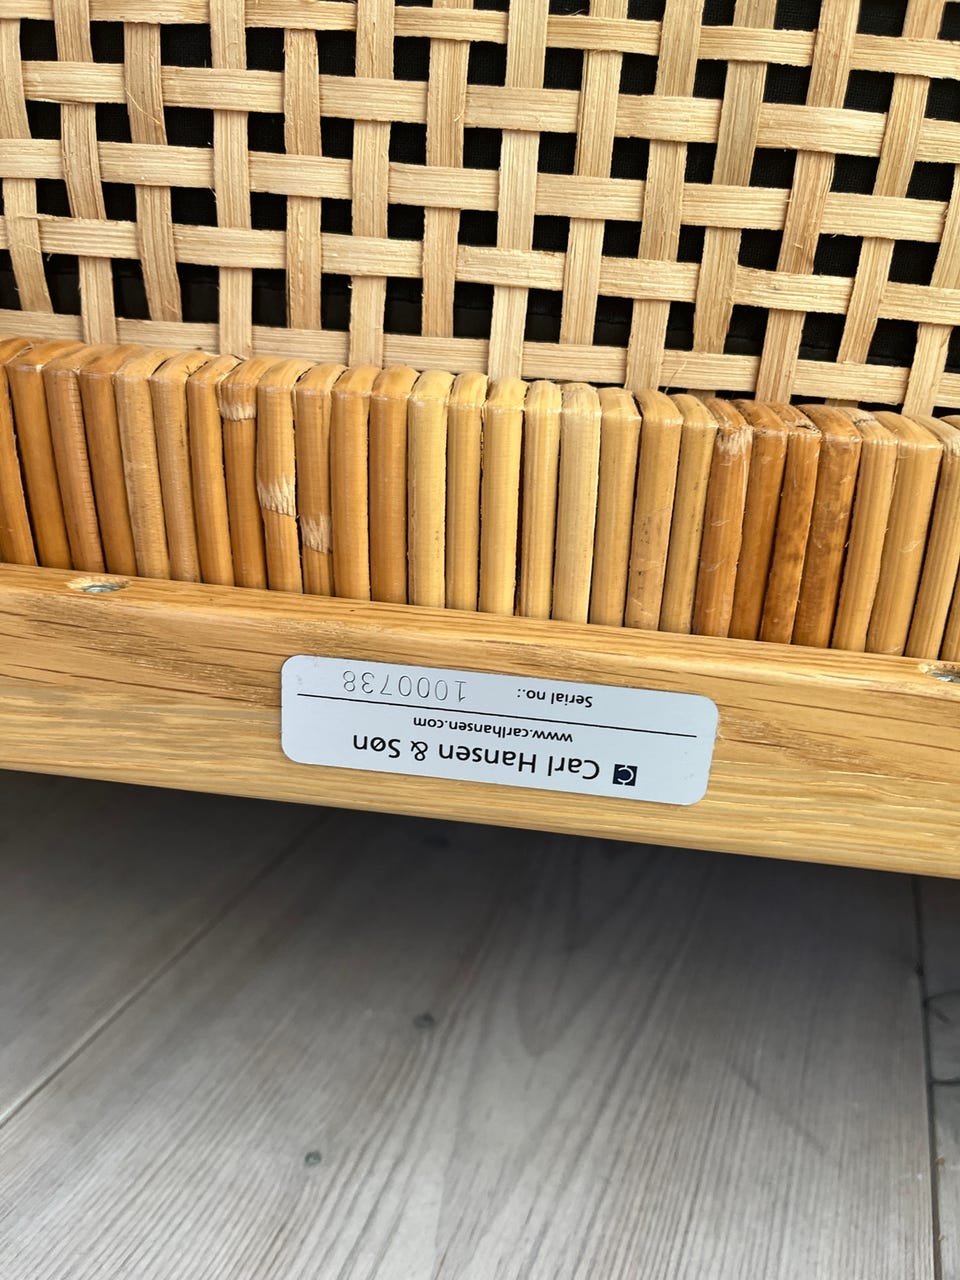 Carl Hansen & Søn
www.carlhansen.com
Serial no.: 1000738